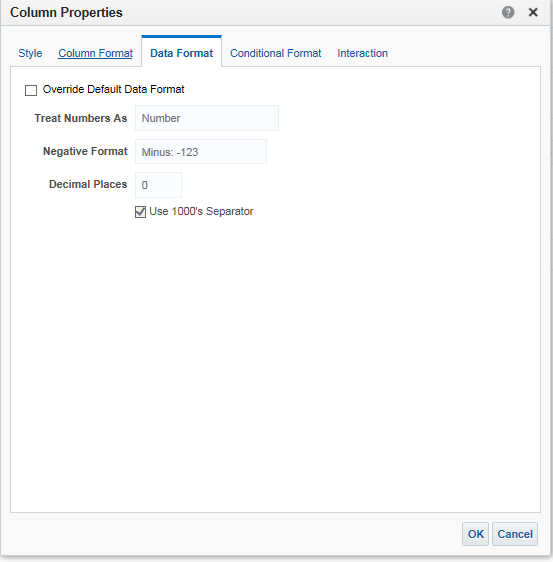 Column Properties
Style Column Format Data Format Conditional Format Interaction
Override Default Data Format
Treat Numbers As Number
Negative Format Minus: -123
Decimal Places 0
Use 1000's Separator
OK Cancel